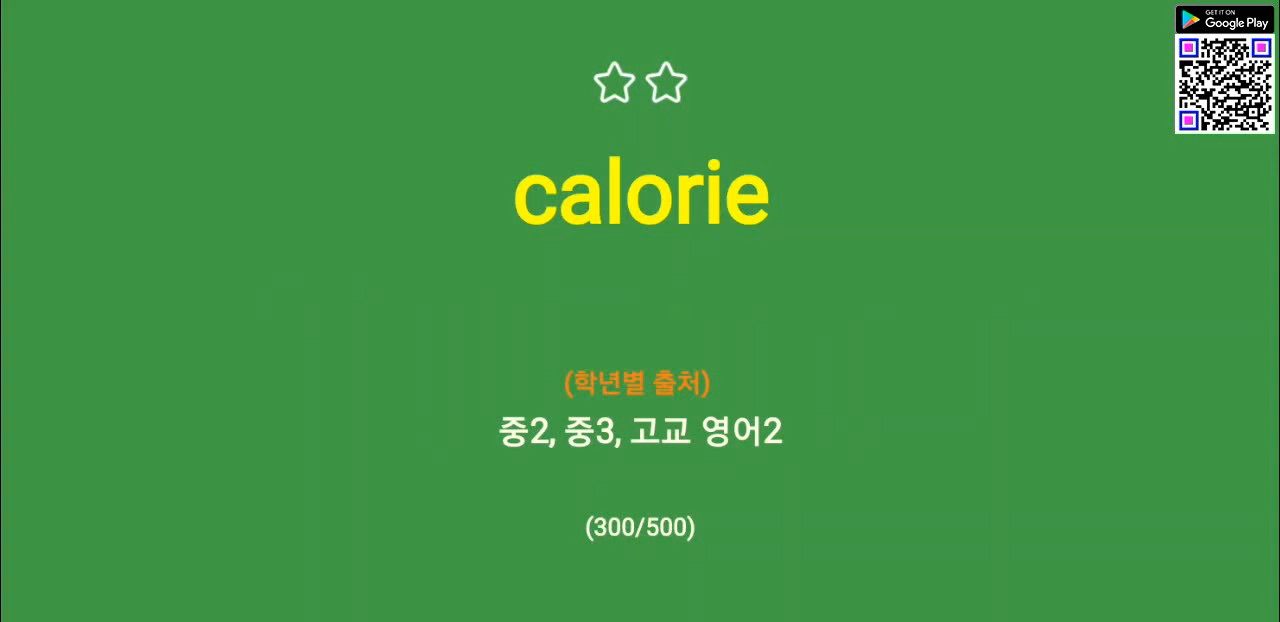 GET IT ON
Google Play
calorie
(학년별 출처)
중2, 중3, 고교 영어2
(300/500)